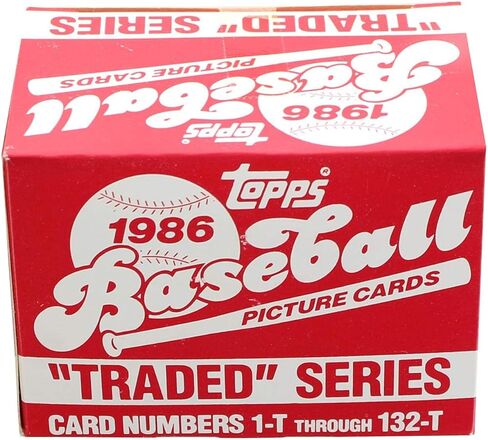 "TRADED" SERIES
Baseball
PICTURE CARDS
1986
topps
topps®
1986
Baseball
PICTURE CARDS
"TRADED" SERIES
CARD NUMBERS 1-T THROUGH 132-T